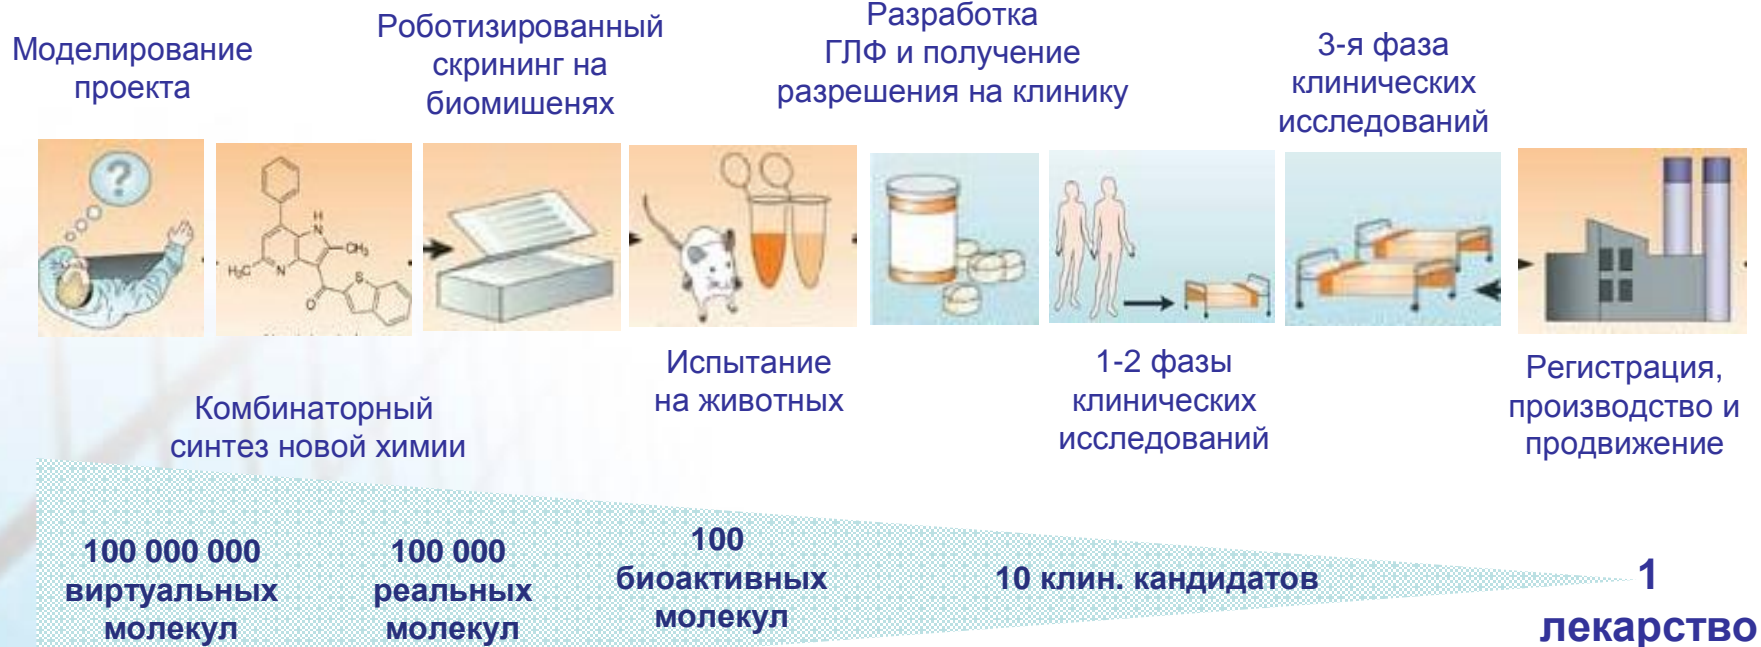 Моделирование
проекта
Роботизированный
скрининг на
биомишенях
Разработка
ГЛФ и получение
разрешения на клинику
3-я фаза
клинических
исследований
?
N
H
CH₃
H₃C
N
S
O
Комбинаторный
синтез новой химии
Испытание
на животных
1-2 фазы
клинических
исследований
Регистрация,
производство и
продвижение
100 000 000
виртуальных
молекул
100 000
реальных
молекул
100
биоактивных
молекул
10 клин. кандидатов
1
лекарство